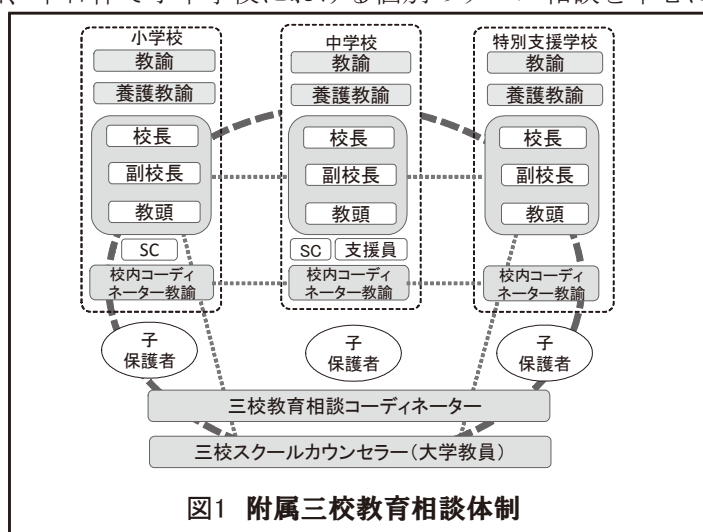 小学校
教諭
養護教諭
校長
副校長
教頭
SC
校内コーディ
ネーター教諭
子
保護者
中学校
教諭
養護教諭
校長
副校長
教頭
SC
支援員
校内コーディ
ネーター教諭
子
保護者
特別支援学校
教諭
養護教諭
校長
副校長
教頭
校内コーディ
ネーター教諭
子
保護者
三校教育相談コーディネーター
三校スクールカウンセラー(大学教員)
図1 附属三校教育相談体制